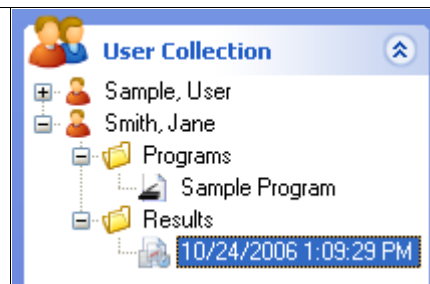 User Collection
Sample, User
Smith, Jane
Programs
Sample Program
Results
10/24/2006 1:09:29 PM